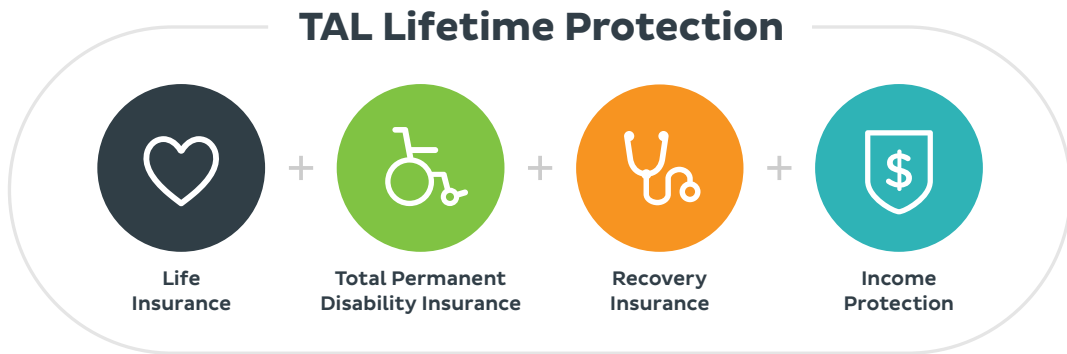 TAL Lifetime Protection
+
+
+
$
Life
Insurance
Total Permanent
Disability Insurance
Recovery
Insurance
Income
Protection